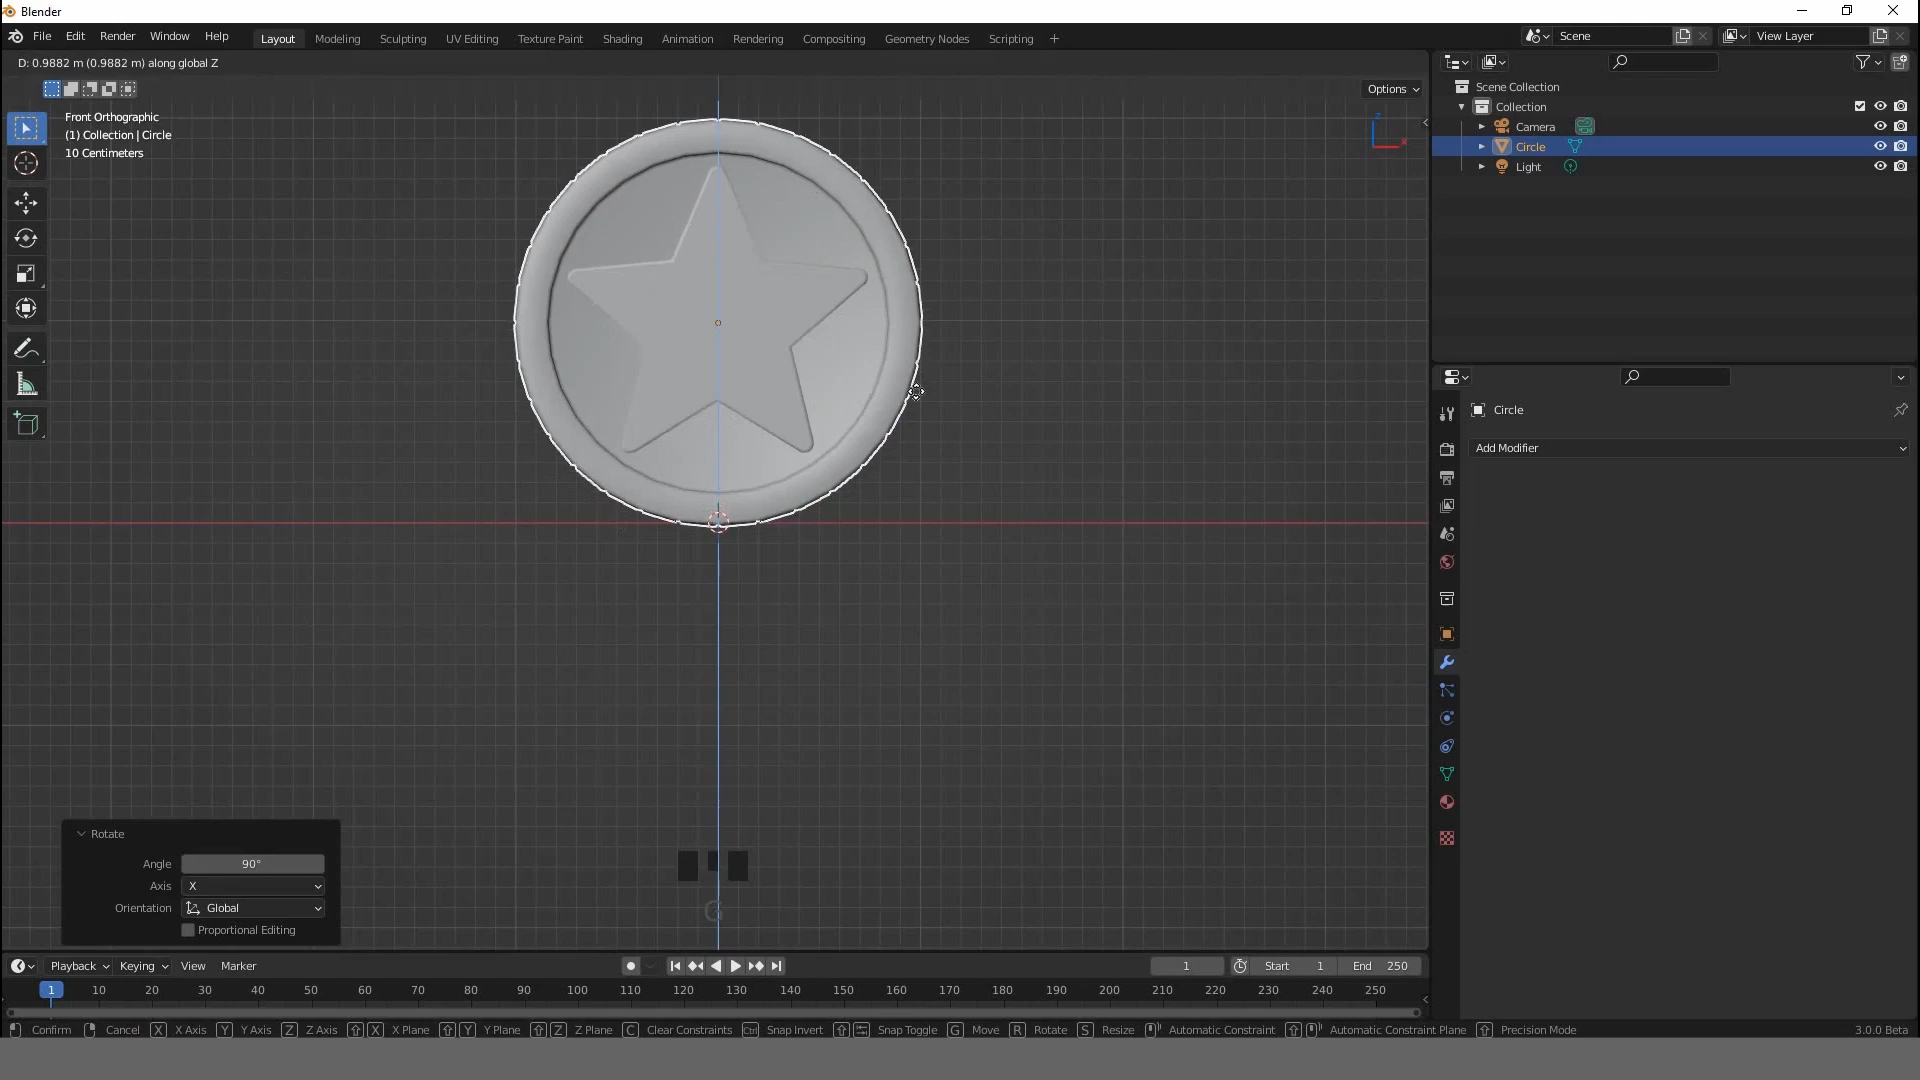 Blender
File Edit Render Window Help Layout Modeling Sculpting UV Editing Texture Paint Shading Animation Rendering Compositing Geometry Nodes Scripting + Scene View Layer
D: 0.9882 m (0.9882 m) along global Z
Options
Front Orthographic
(1) Collection | Circle
10 Centimeters
Z
X
Scene Collection
Collection
Camera
Circle
Light
Circle
Add Modifier
Rotate
Angle 90°
Axis X
Orientation Global
Proportional Editing
G
Playback Keying View Marker 1 Start 1 End 250
1 10 20 30 40 50 60 70 80 90 100 110 120 130 140 150 160 170 180 190 200 210 220 230 240 250
Confirm Cancel X X Axis Y Y Axis Z Z Axis X X Plane Y Y Plane Z Z Plane C Clear Constraints Ctrl Snap Invert Snap Toggle G Move R Rotate S Resize Automatic Constraint Automatic Constraint Plane Precision Mode 3.0.0 Beta